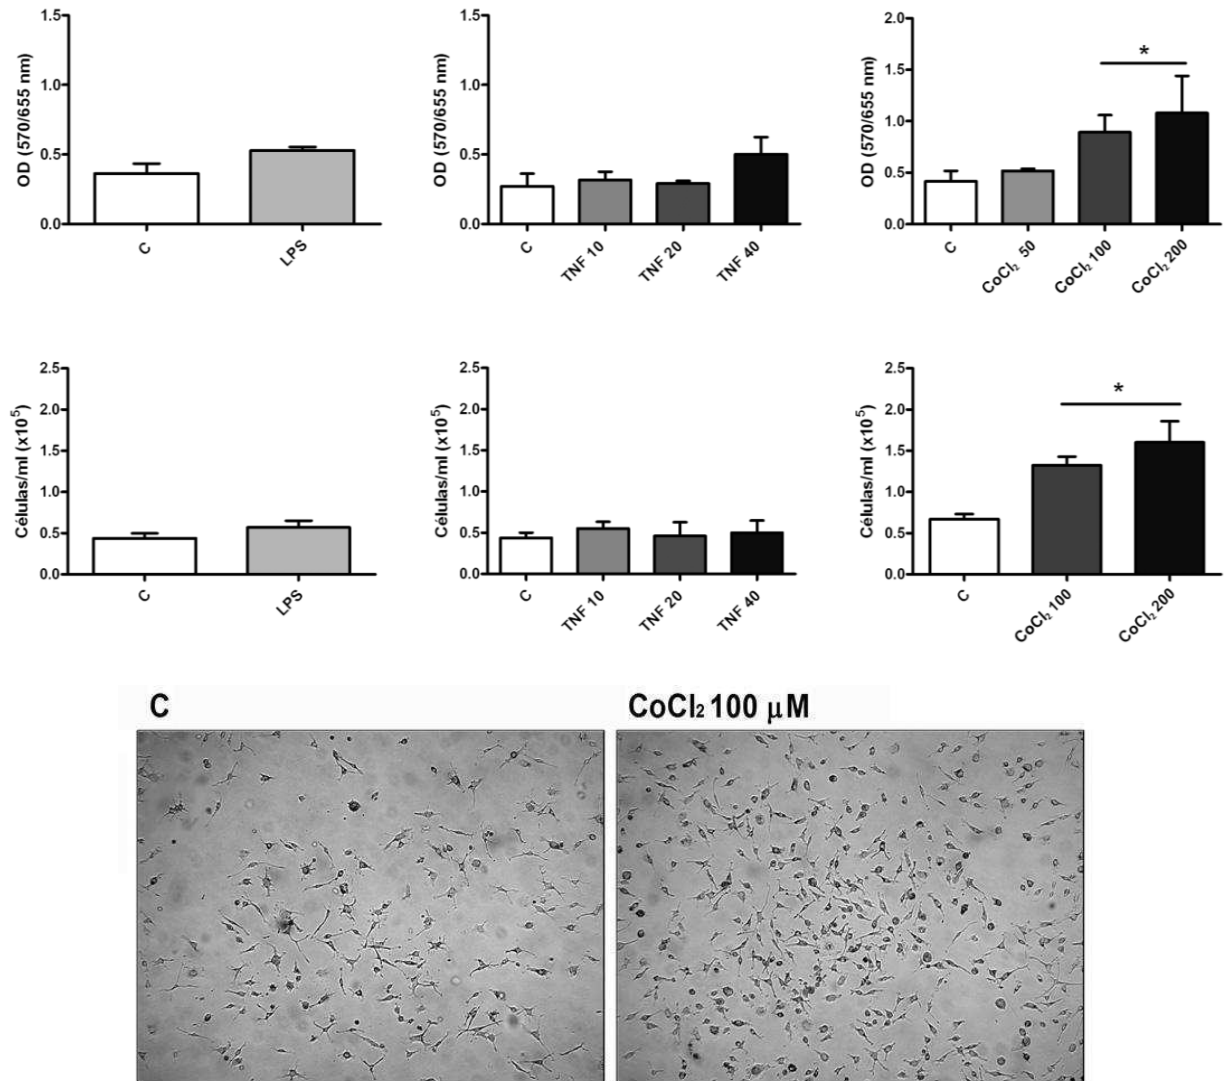 1.5
1.0
0.5
0.0
OD (570/655 nm)
C
LPS
1.5
1.0
0.5
0.0
OD (570/655 nm)
C
TNF 10
TNF 20
TNF 40
2.0
1.5
1.0
0.5
0.0
OD (570/655 nm)
*
C
CoCl₂ 50
CoCl₂ 100
CoCl₂ 200
2.5
2.0
1.5
1.0
0.5
0.0
Células/ml (x10⁵)
C
LPS
2.5
2.0
1.5
1.0
0.5
0.0
Células/ml (x10⁵)
C
TNF 10
TNF 20
TNF 40
2.5
2.0
1.5
1.0
0.5
0.0
Células/ml (x10⁵)
*
C
CoCl₂ 100
CoCl₂ 200
C
CoCl₂ 100 μM